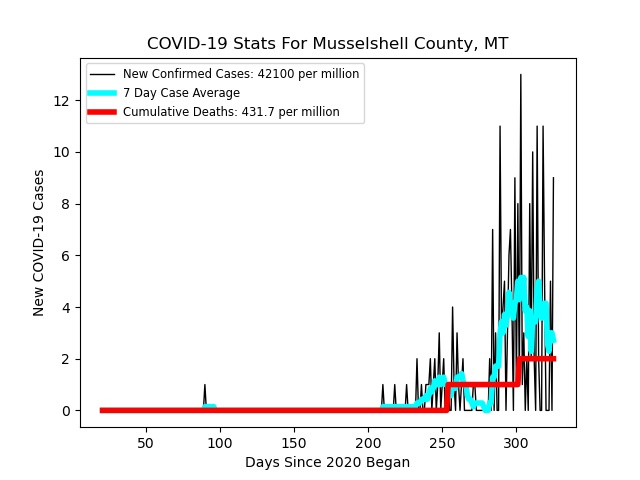 COVID-19 Stats For Musselshell County, MT
New Confirmed Cases: 42100 per million
7 Day Case Average
Cumulative Deaths: 431.7 per million
New COVID-19 Cases
12
10
8
6
4
2
0
50 100 150 200 250 300
Days Since 2020 Began